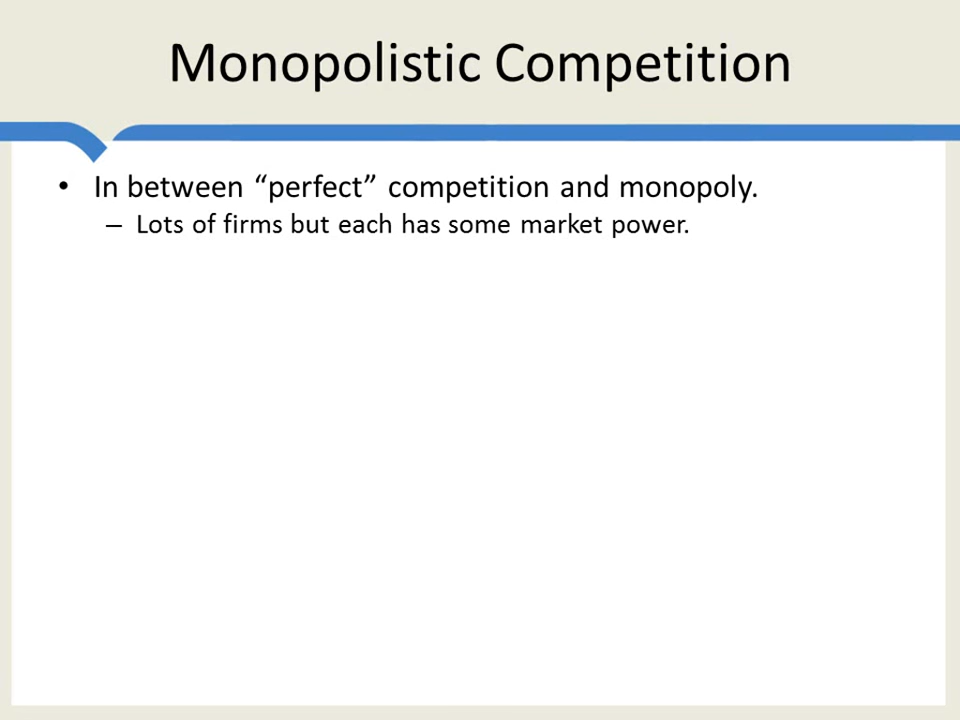 Monopolistic Competition
• In between “perfect” competition and monopoly.
– Lots of firms but each has some market power.